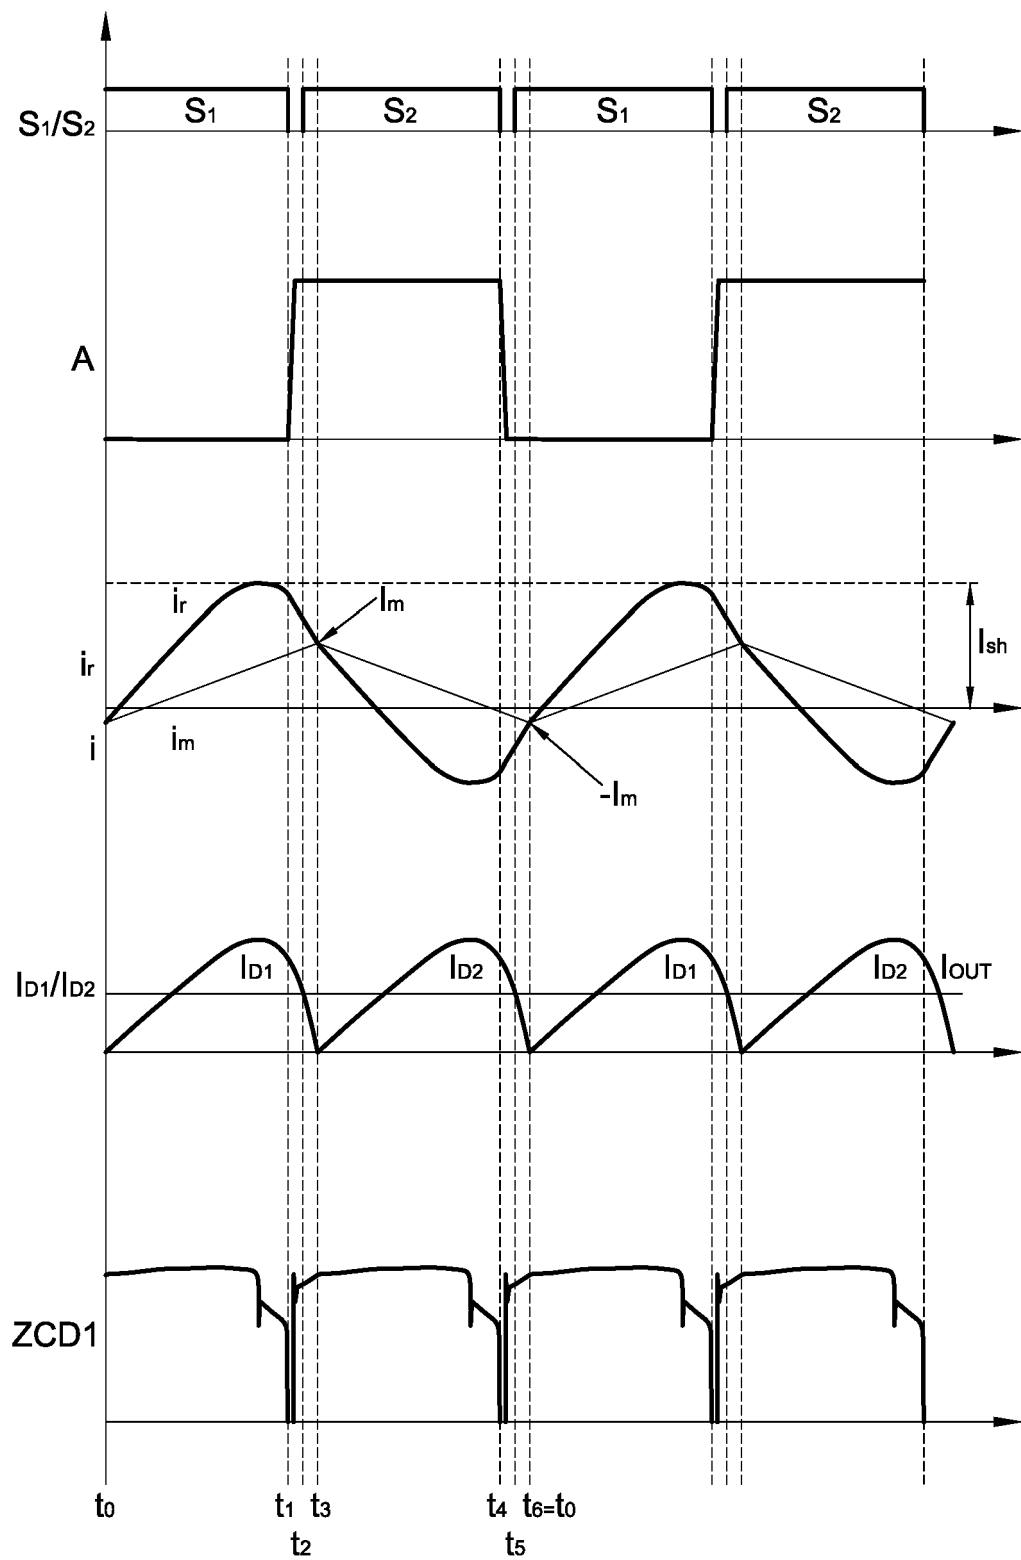 S1 S2 S1 S2
S1/S2
A
ir Im
ir Ish
i im
-Im
ID1 ID2 ID1 ID2 IOUT
ID1/ID2
ZCD1
t0 t1 t3 t4 t6=t0
t2 t5